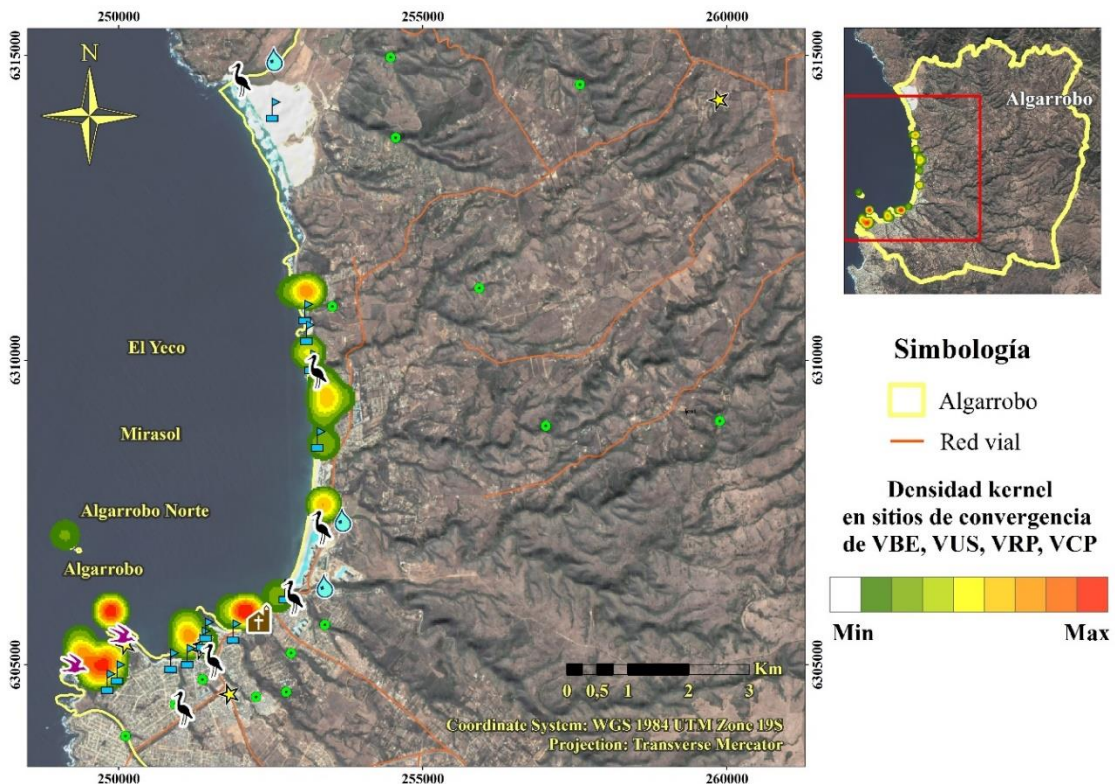 250000
255000
260000
6315000
6315000
N
Algarrobo
El Yeco
6310000
6310000
Mirasol
Algarrobo Norte
Algarrobo
6305000
6305000
Km
0 0,5 1 2 3
Coordinate System: WGS 1984 UTM Zone 19S
Projection: Transverse Mercator
250000
255000
260000
Simbología
Algarrobo
Red vial
Densidad kernel
en sitios de convergencia
de VBE, VUS, VRP, VCP
Min Max